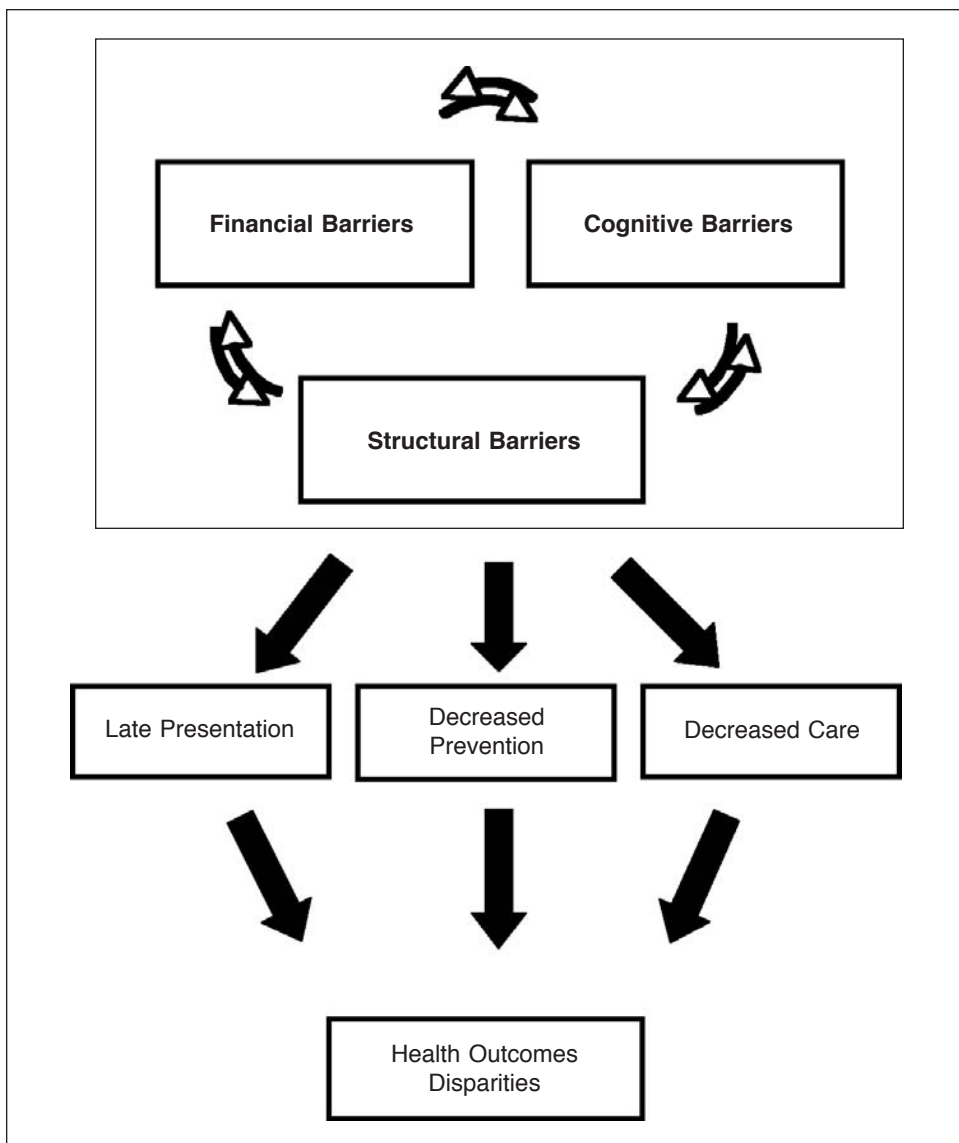 Financial Barriers
Cognitive Barriers
Structural Barriers
Late Presentation
Decreased
Prevention
Decreased Care
Health Outcomes
Disparities